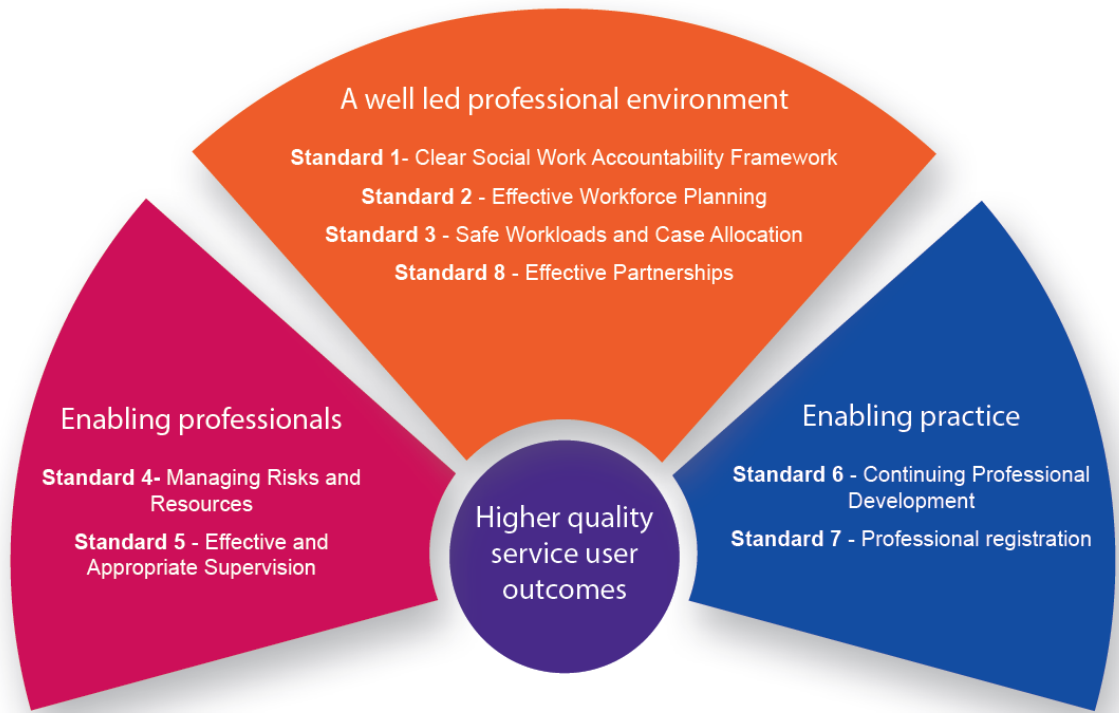 A well led professional environment
Standard 1- Clear Social Work Accountability Framework
Standard 2 - Effective Workforce Planning
Standard 3 - Safe Workloads and Case Allocation
Standard 8 - Effective Partnerships
Enabling professionals
Standard 4- Managing Risks and
Resources
Standard 5 - Effective and
Appropriate Supervision
Higher quality
service user
outcomes
Enabling practice
Standard 6 - Continuing Professional
Development
Standard 7 - Professional registration